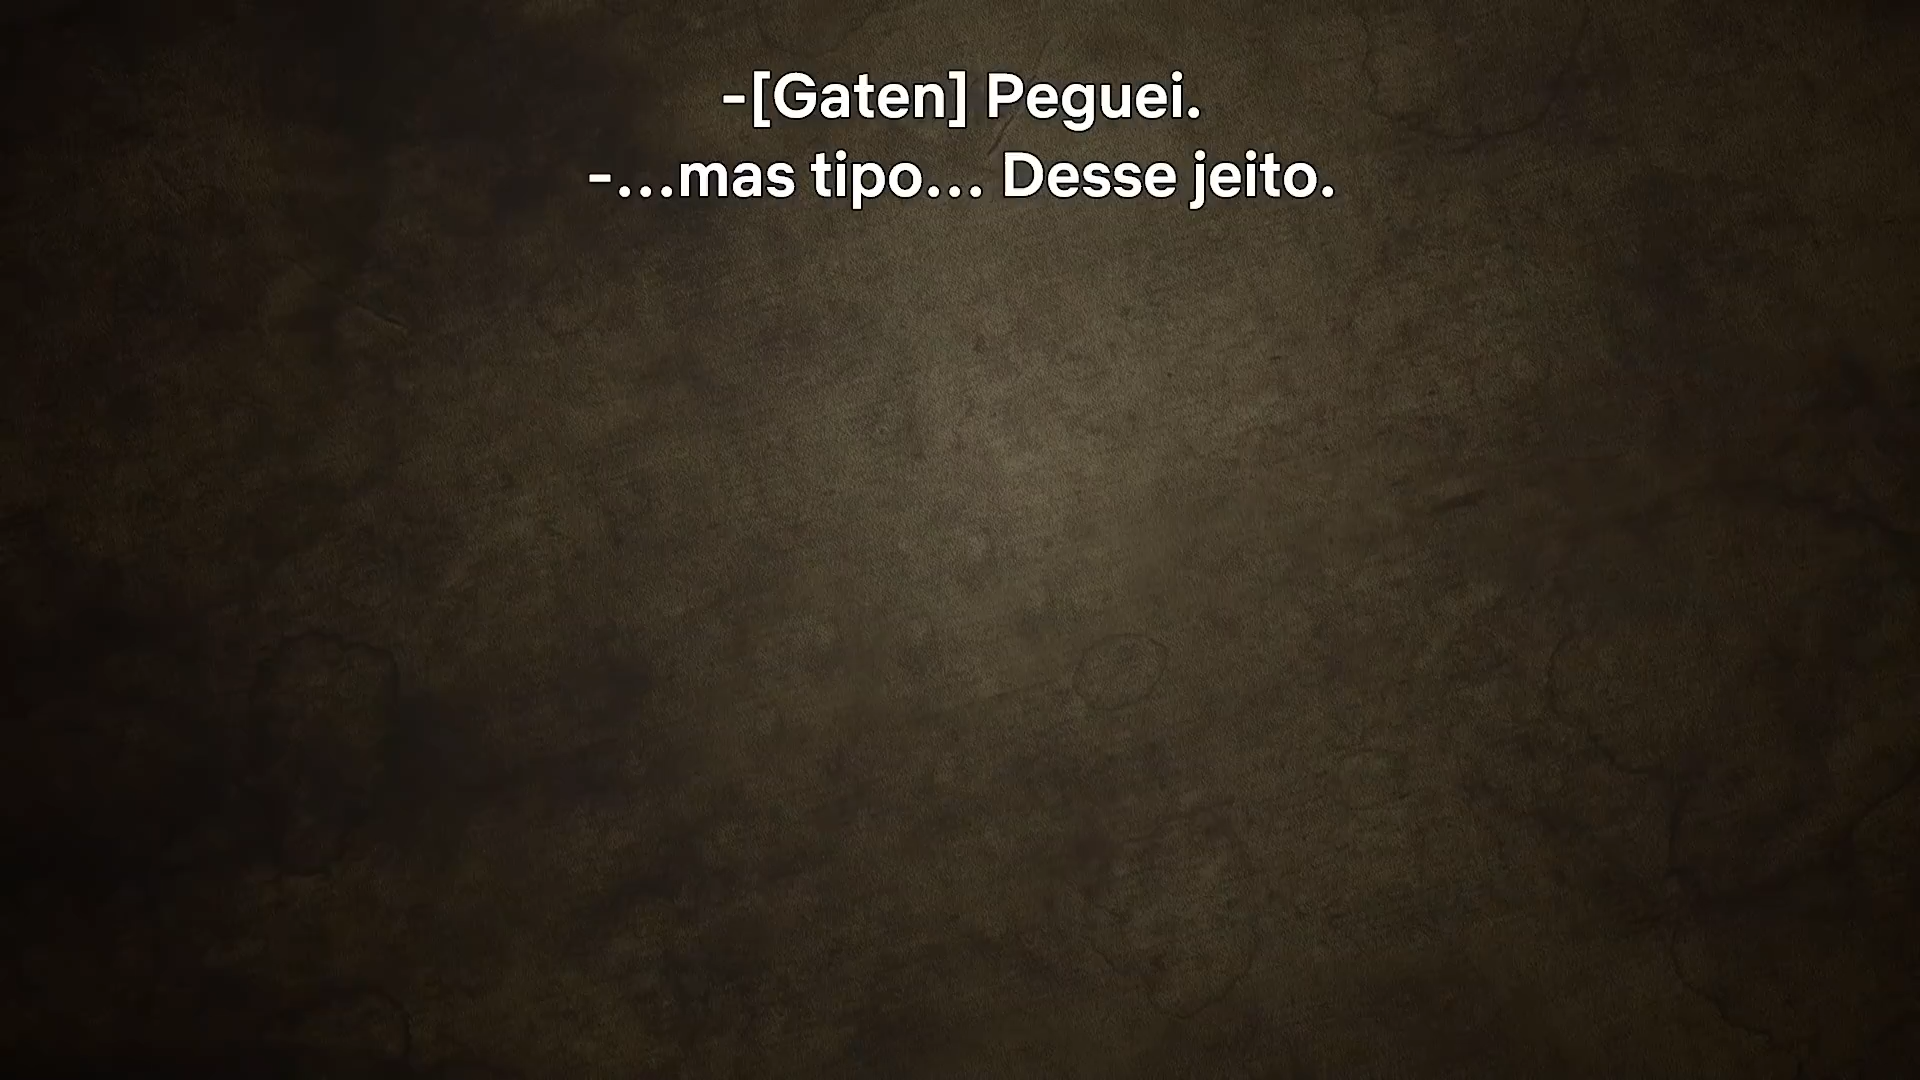 -[Gaten] Peguei.
-…mas tipo… Desse jeito.